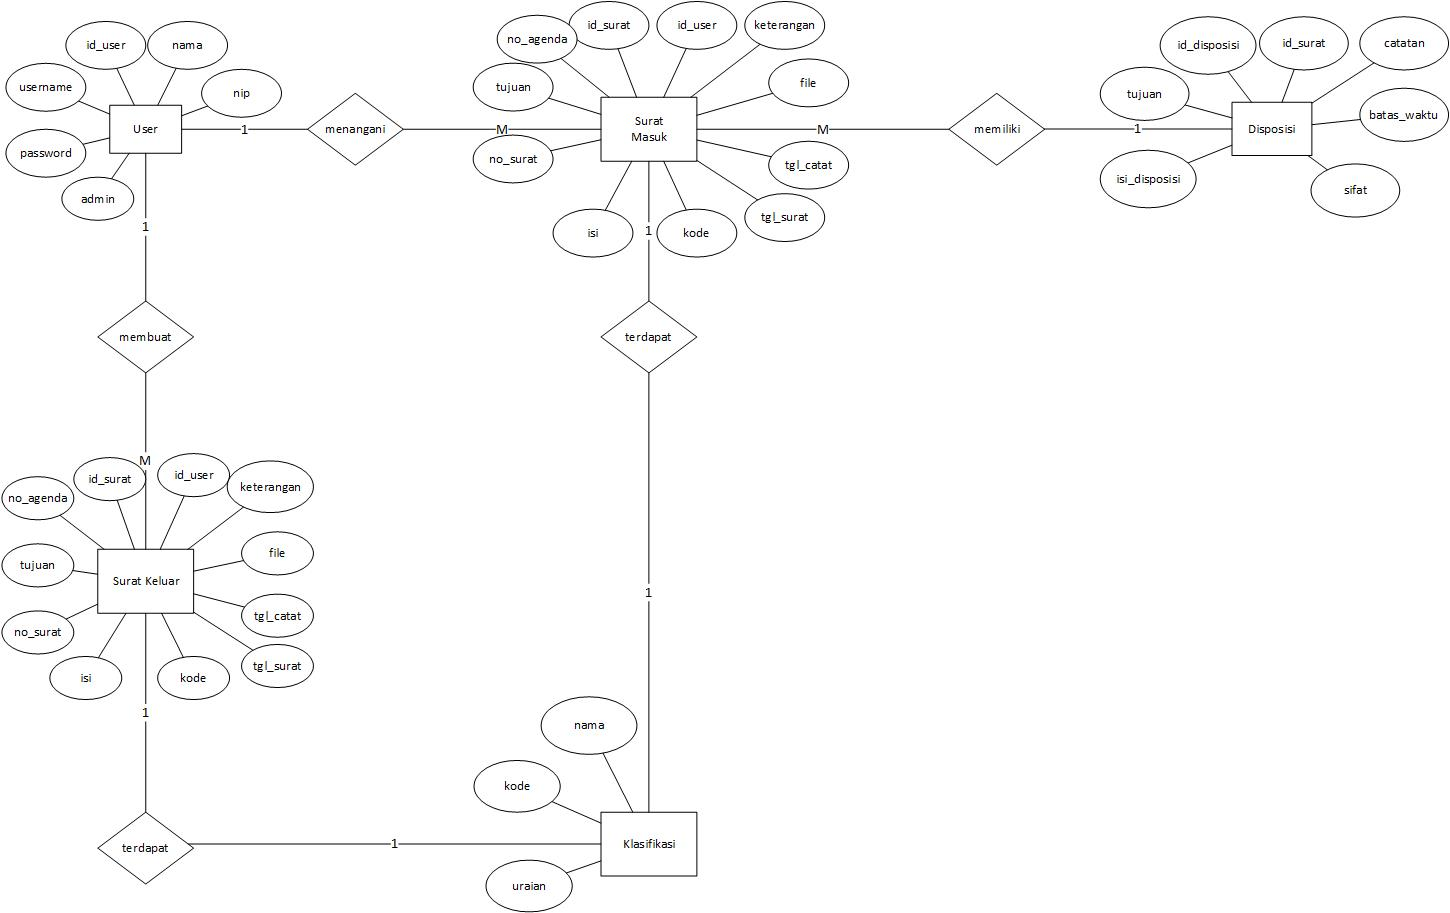 id_user
nama
username
nip
User
password
admin
1
menangani
M
no_agenda
id_surat
id_user
keterangan
tujuan
file
Surat
Masuk
no_surat
tgl_catat
isi
kode
tgl_surat
M
memiliki
1
id_disposisi
id_surat
catatan
tujuan
batas_waktu
Disposisi
isi_disposisi
sifat
1
membuat
M
1
terdapat
1
no_agenda
id_surat
id_user
keterangan
tujuan
file
Surat Keluar
tgl_catat
no_surat
tgl_surat
isi
kode
1
terdapat
1
nama
kode
Klasifikasi
uraian